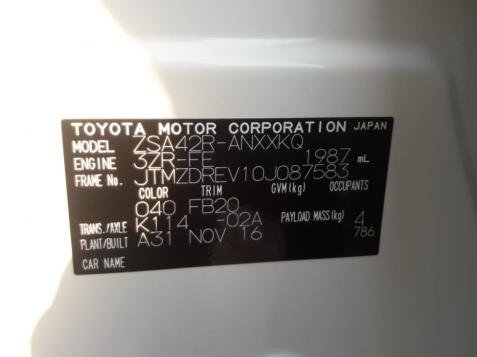 TOYOTA MOTOR CORPORATION JAPAN
MODEL ZSA42R-ANXXKQ
ENGINE 3ZR-FE 1987 mL
FRAME No. JTMZDREV10J087583
COLOR TRIM GVM(kg) OCCUPANTS
040 FB20
TRANS./AXLE K114 -02A PAYLOAD MASS(kg) 4
PLANT/BUILT A31 NOV 16 786
CAR NAME